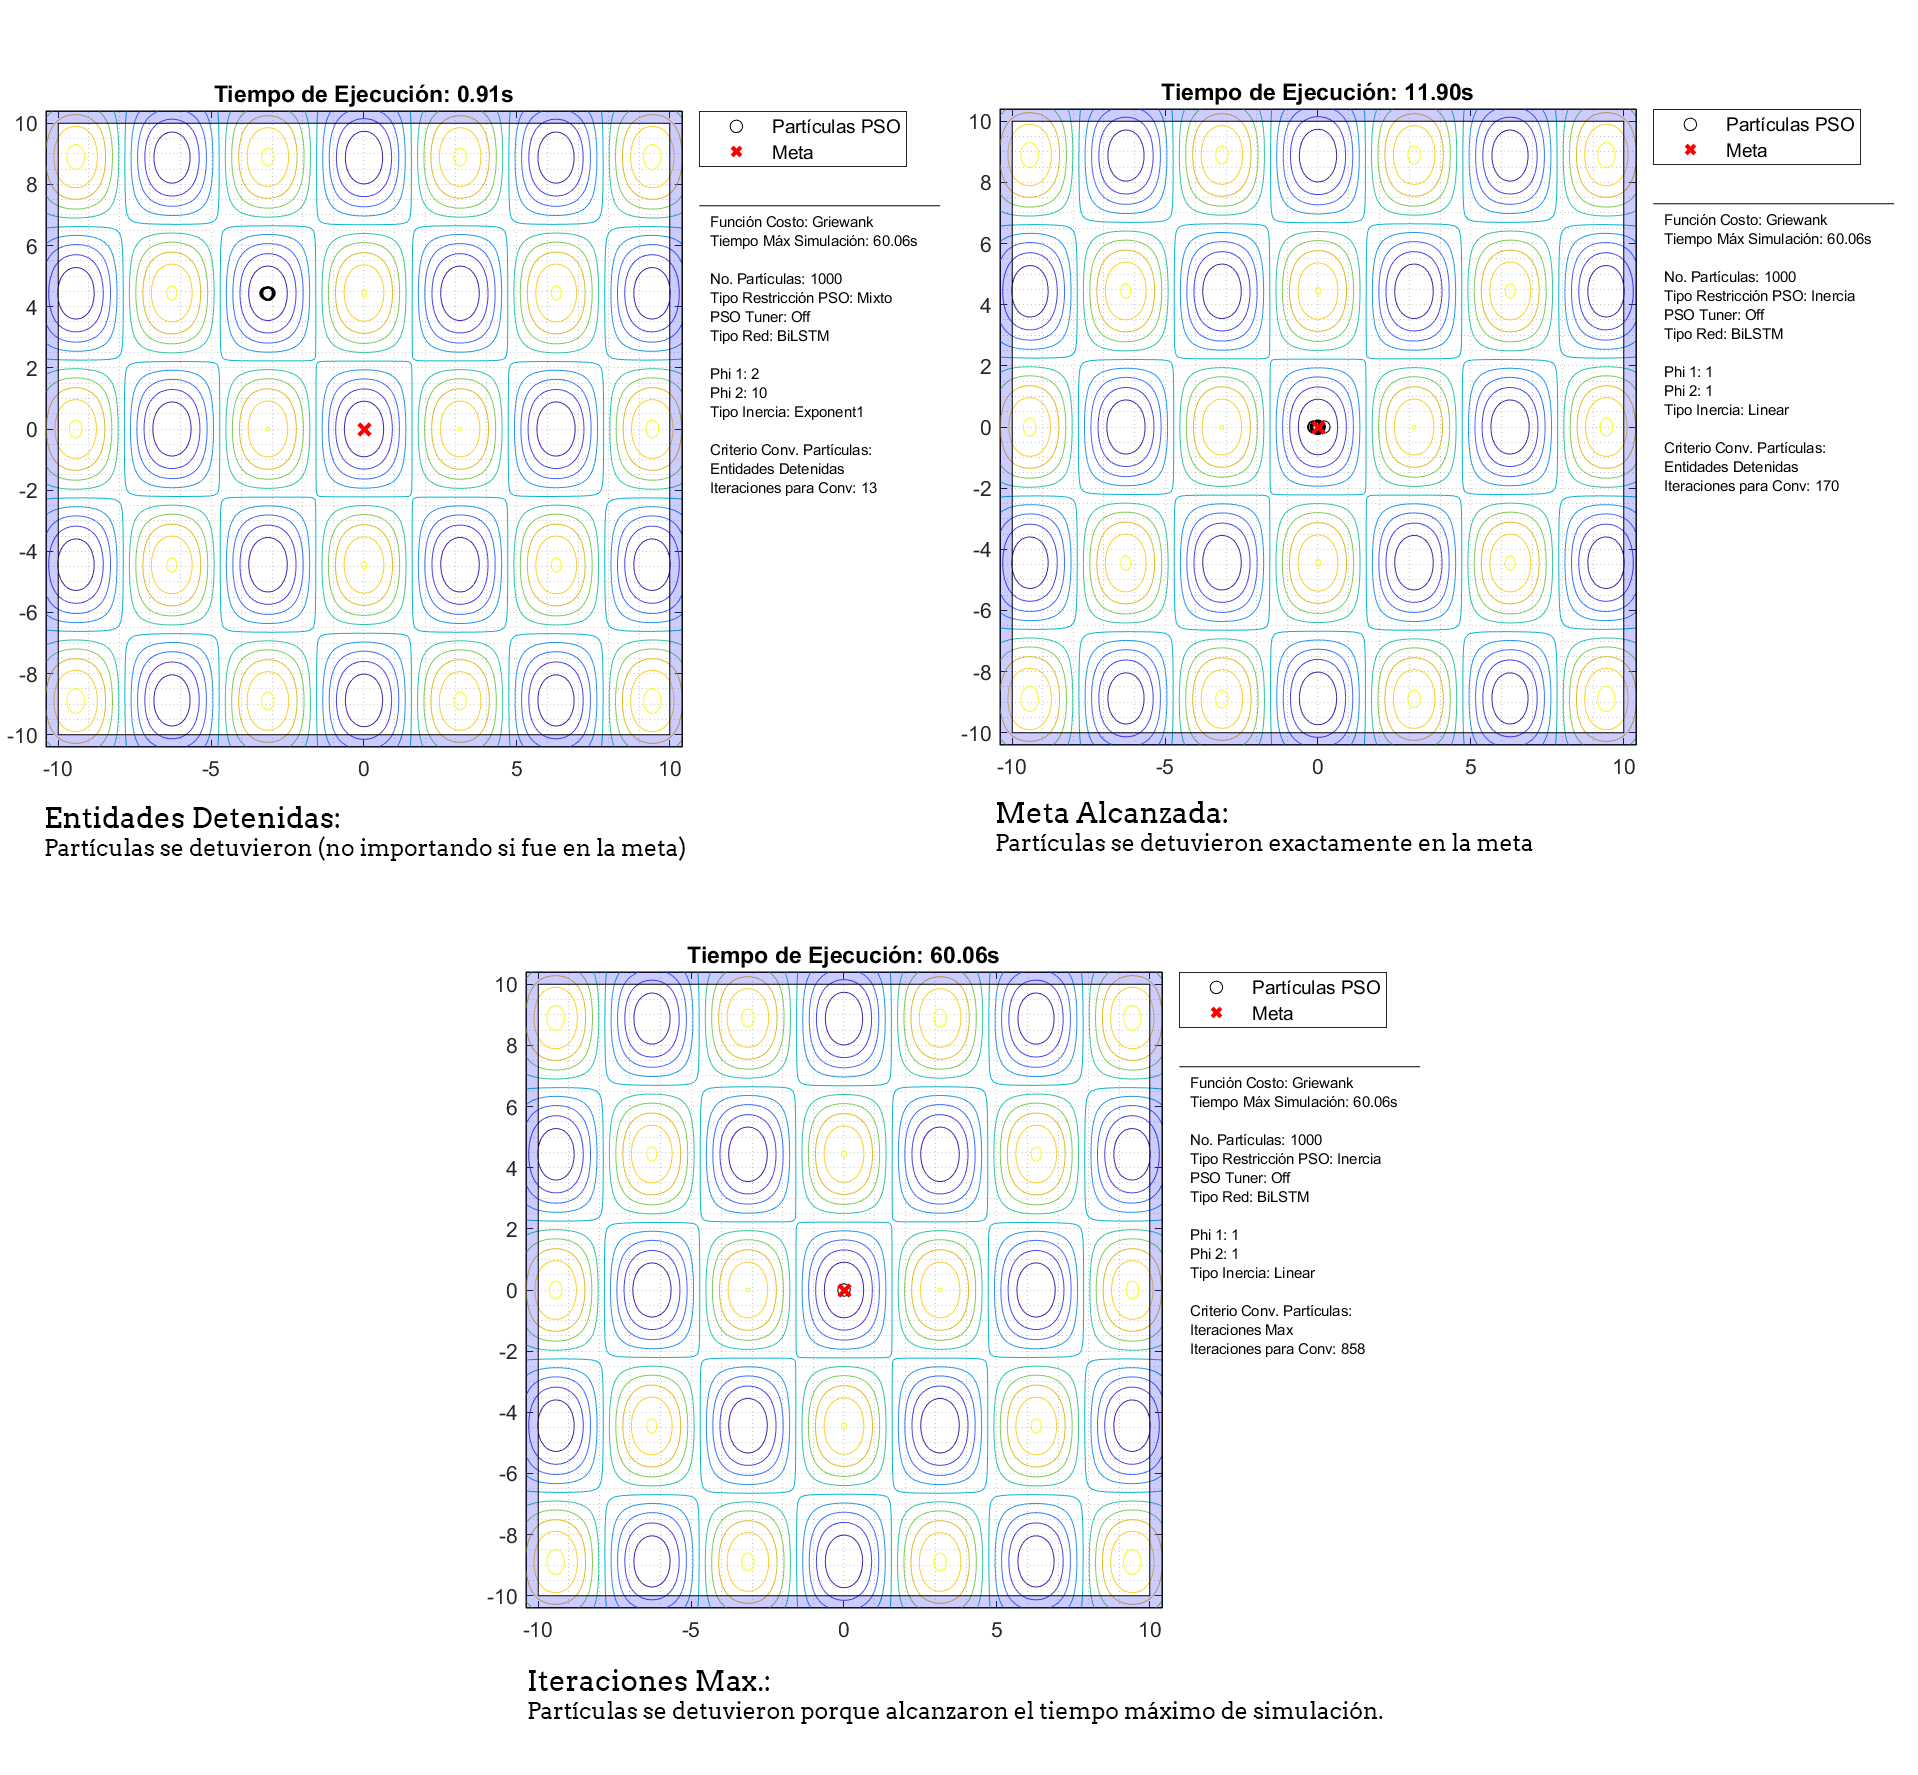 Tiempo de Ejecución: 0.91s
10
8
6
4
2
0
-2
-4
-6
-8
-10
-10
-5
0
5
10
Partículas PSO
Meta
Función Costo: Griewank
Tiempo Máx Simulación: 60.06s
No. Partículas: 1000
Tipo Restricción PSO: Mixto
PSO Tuner: Off
Tipo Red: BiLSTM
Phi 1: 2
Phi 2: 10
Tipo Inercia: Exponent1
Criterio Conv. Partículas:
Entidades Detenidas
Iteraciones para Conv: 13
Entidades Detenidas:
Partículas se detuvieron (no importando si fue en la meta)
Tiempo de Ejecución: 11.90s
10
8
6
4
2
0
-2
-4
-6
-8
-10
-10
-5
0
5
10
Partículas PSO
Meta
Función Costo: Griewank
Tiempo Máx Simulación: 60.06s
No. Partículas: 1000
Tipo Restricción PSO: Inercia
PSO Tuner: Off
Tipo Red: BiLSTM
Phi 1: 1
Phi 2: 1
Tipo Inercia: Linear
Criterio Conv. Partículas:
Entidades Detenidas
Iteraciones para Conv: 170
Meta Alcanzada:
Partículas se detuvieron exactamente en la meta
Tiempo de Ejecución: 60.06s
10
8
6
4
2
0
-2
-4
-6
-8
-10
-10
-5
0
5
10
Partículas PSO
Meta
Función Costo: Griewank
Tiempo Máx Simulación: 60.06s
No. Partículas: 1000
Tipo Restricción PSO: Inercia
PSO Tuner: Off
Tipo Red: BiLSTM
Phi 1: 1
Phi 2: 1
Tipo Inercia: Linear
Criterio Conv. Partículas:
Iteraciones Max
Iteraciones para Conv: 858
Iteraciones Max.:
Partículas se detuvieron porque alcanzaron el tiempo máximo de simulación.